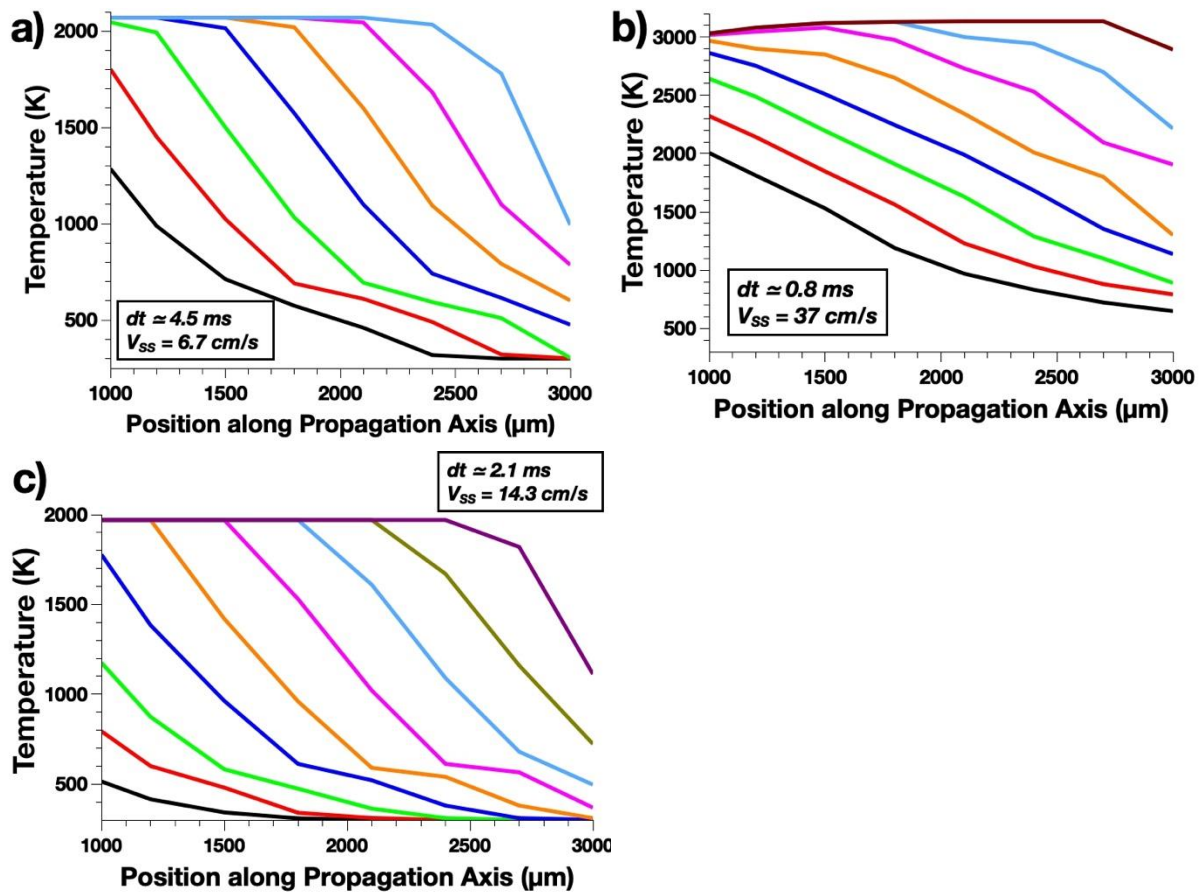 a)
2000
1500
1000
500
Temperature (K)
dt ≃ 4.5 ms
VSS = 6.7 cm/s
1000 1500 2000 2500 3000
Position along Propagation Axis (µm)
b)
3000
2500
2000
1500
1000
500
Temperature (K)
dt ≃ 0.8 ms
VSS = 37 cm/s
1000 1500 2000 2500 3000
Position along Propagation Axis (µm)
c)
dt ≃ 2.1 ms
VSS = 14.3 cm/s
2000
1500
1000
500
Temperature (K)
1000 1500 2000 2500 3000
Position along Propagation Axis (µm)